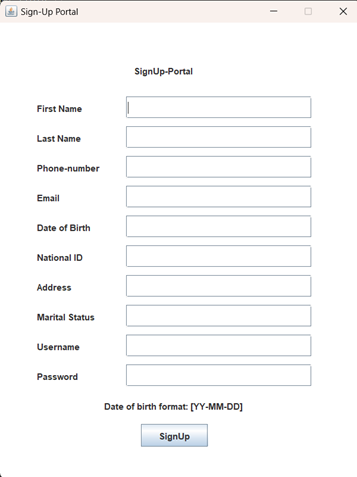 Sign-Up Portal
SignUp-Portal
First Name
Last Name
Phone-number
Email
Date of Birth
National ID
Address
Marital Status
Username
Password
Date of birth format: [YY-MM-DD]
SignUp